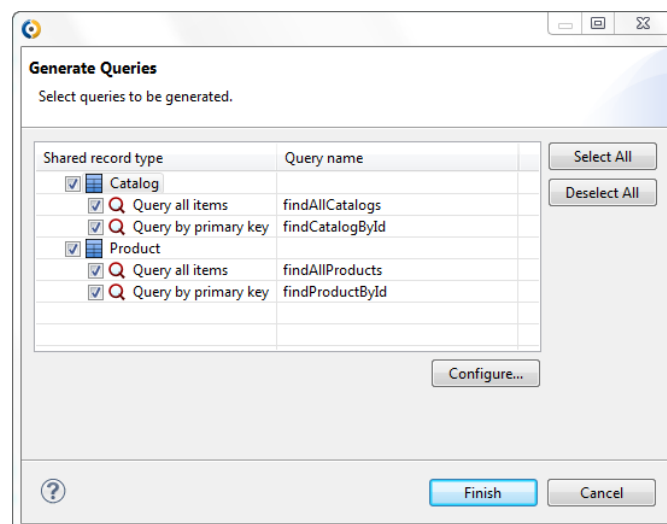 Generate Queries
Select queries to be generated.
Shared record type Query name
Catalog
Query all items findAllCatalogs
Query by primary key findCatalogById
Product
Query all items findAllProducts
Query by primary key findProductById
Select All
Deselect All
Configure...
? Finish Cancel